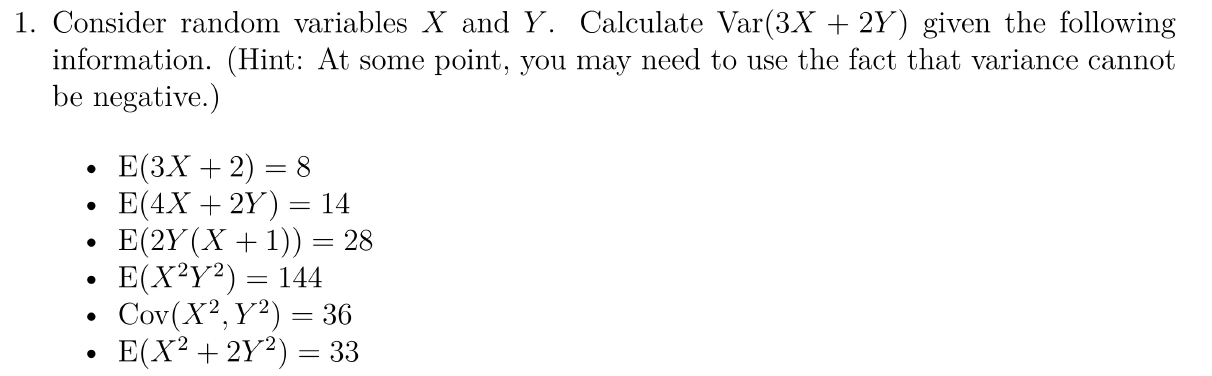 1. Consider random variables X and Y. Calculate Var(3X + 2Y) given the following
information. (Hint: At some point, you may need to use the fact that variance cannot
be negative.)
• E(3X + 2) = 8
• E(4X + 2Y) = 14
• E(2Y(X + 1)) = 28
• E(X²Y²) = 144
• Cov(X², Y²) = 36
• E(X² + 2Y²) = 33